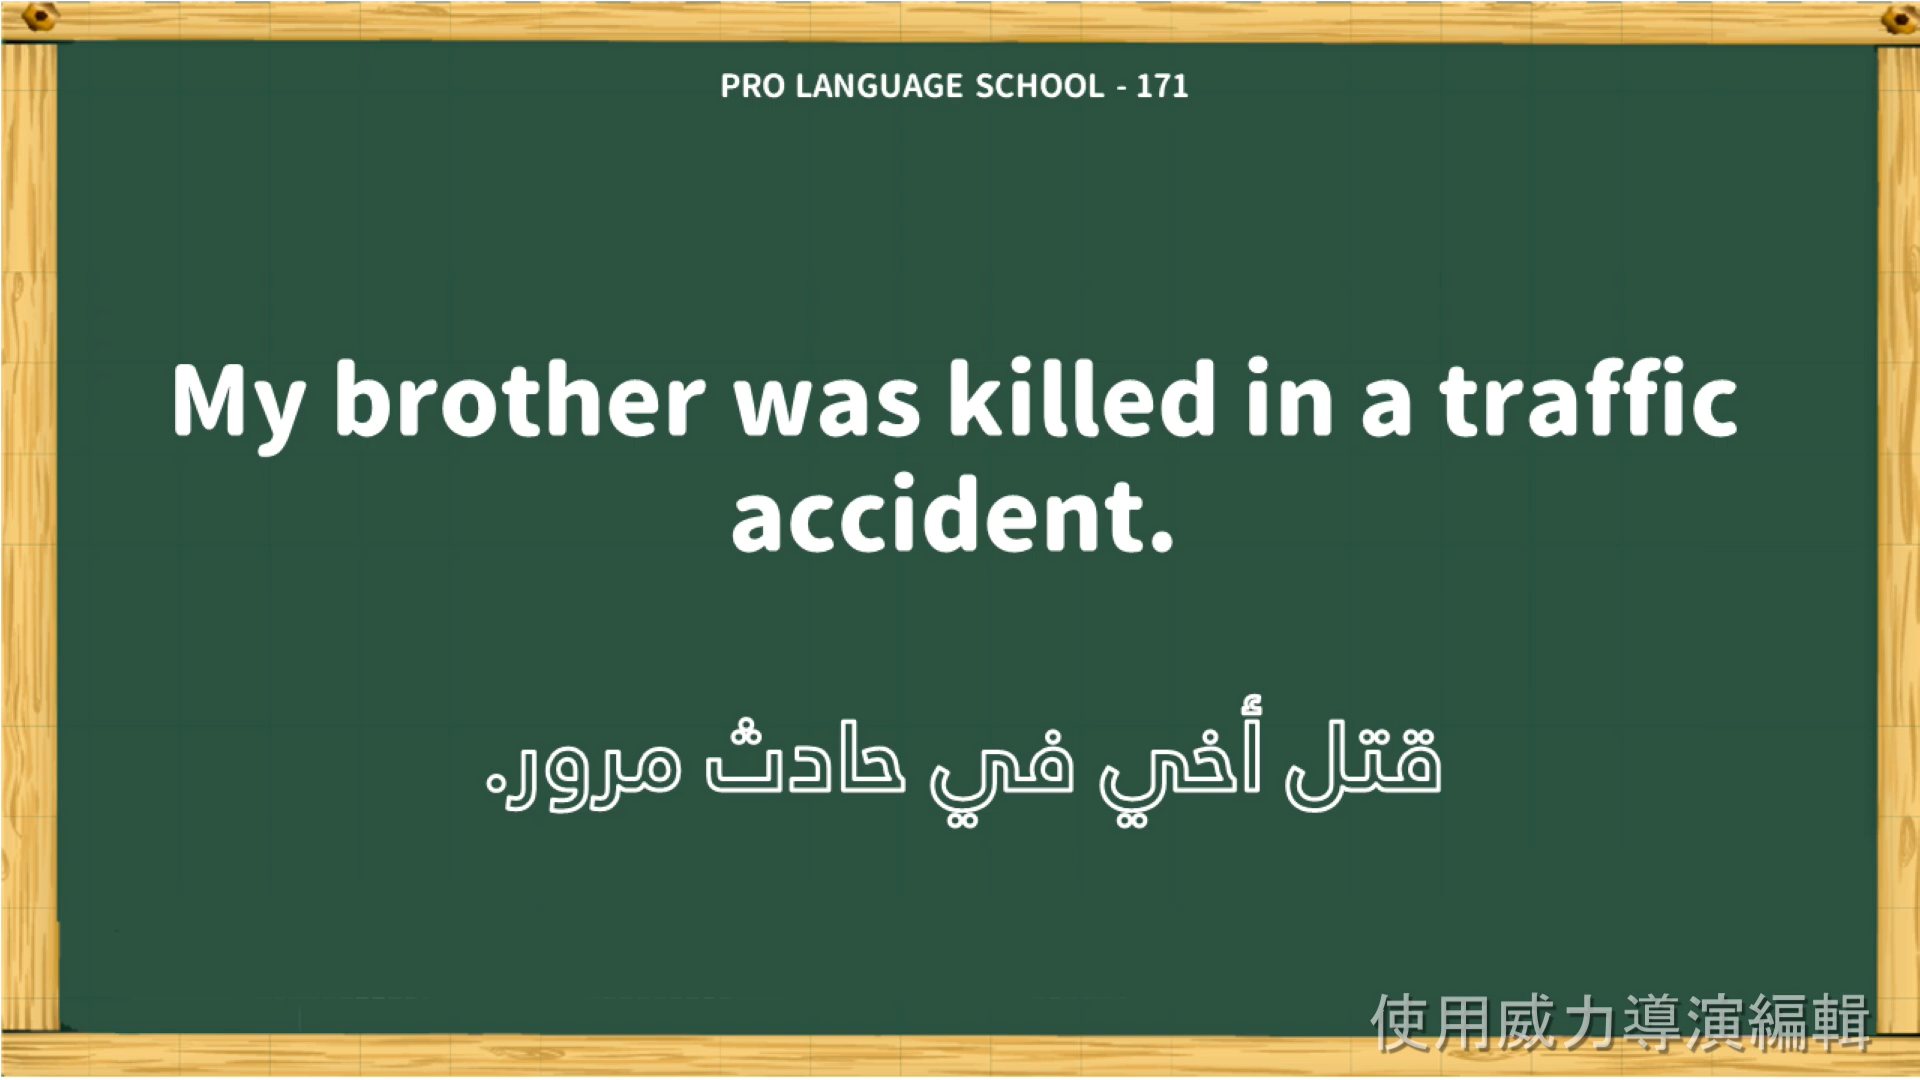 PRO LANGUAGE SCHOOL - 171
My brother was killed in a traffic
accident.
قتل أخي في حادث مرور.
使用威力導演編輯